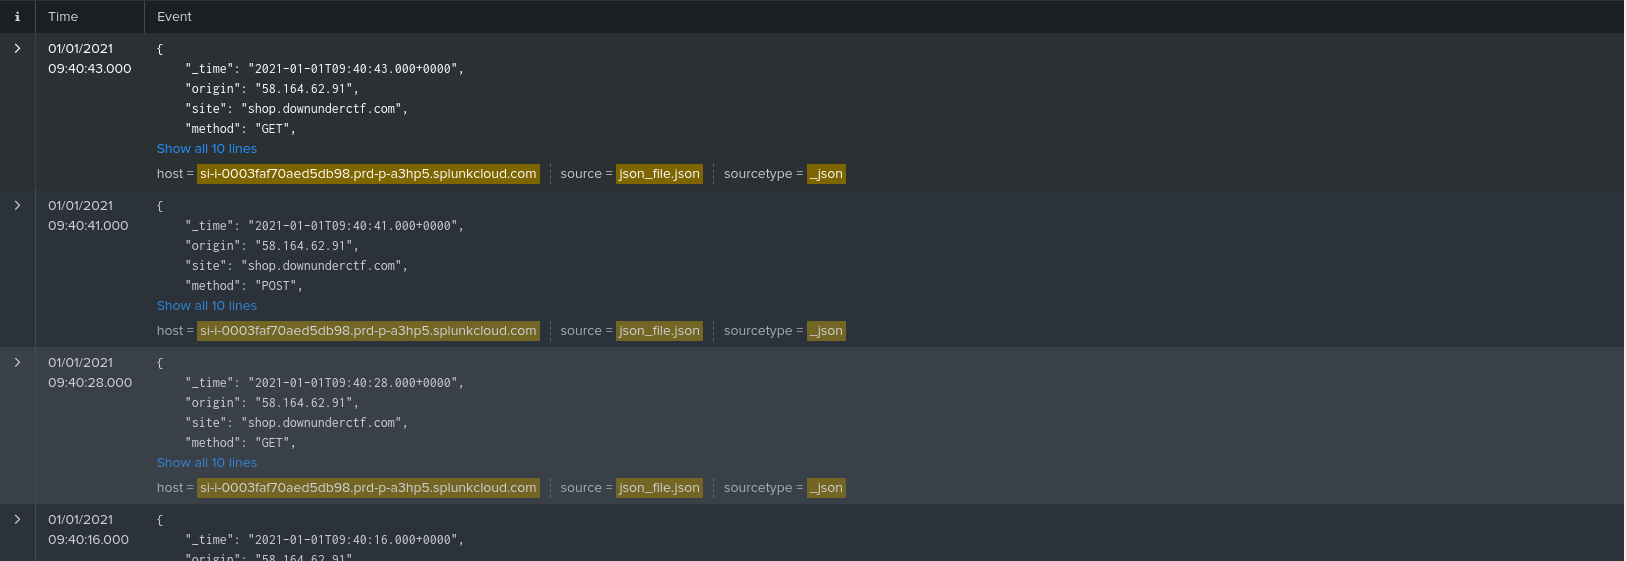 i Time Event
01/01/2021 {
09:40:43.000 "_time": "2021-01-01T09:40:43.000+0000",
"origin": "58.164.62.91",
"site": "shop.downunderctf.com",
"method": "GET",
Show all 10 lines
host = si-i-0003faf70aed5db98.prd-p-a3hp5.splunkcloud.com source = json_file.json sourcetype = _json
01/01/2021 {
09:40:41.000 "_time": "2021-01-01T09:40:41.000+0000",
"origin": "58.164.62.91",
"site": "shop.downunderctf.com",
"method": "POST",
Show all 10 lines
host = si-i-0003faf70aed5db98.prd-p-a3hp5.splunkcloud.com source = json_file.json sourcetype = _json
01/01/2021 {
09:40:28.000 "_time": "2021-01-01T09:40:28.000+0000",
"origin": "58.164.62.91",
"site": "shop.downunderctf.com",
"method": "GET",
Show all 10 lines
host = si-i-0003faf70aed5db98.prd-p-a3hp5.splunkcloud.com source = json_file.json sourcetype = _json
01/01/2021 {
09:40:16.000 "_time": "2021-01-01T09:40:16.000+0000",
"origin": "58.164.62.91"